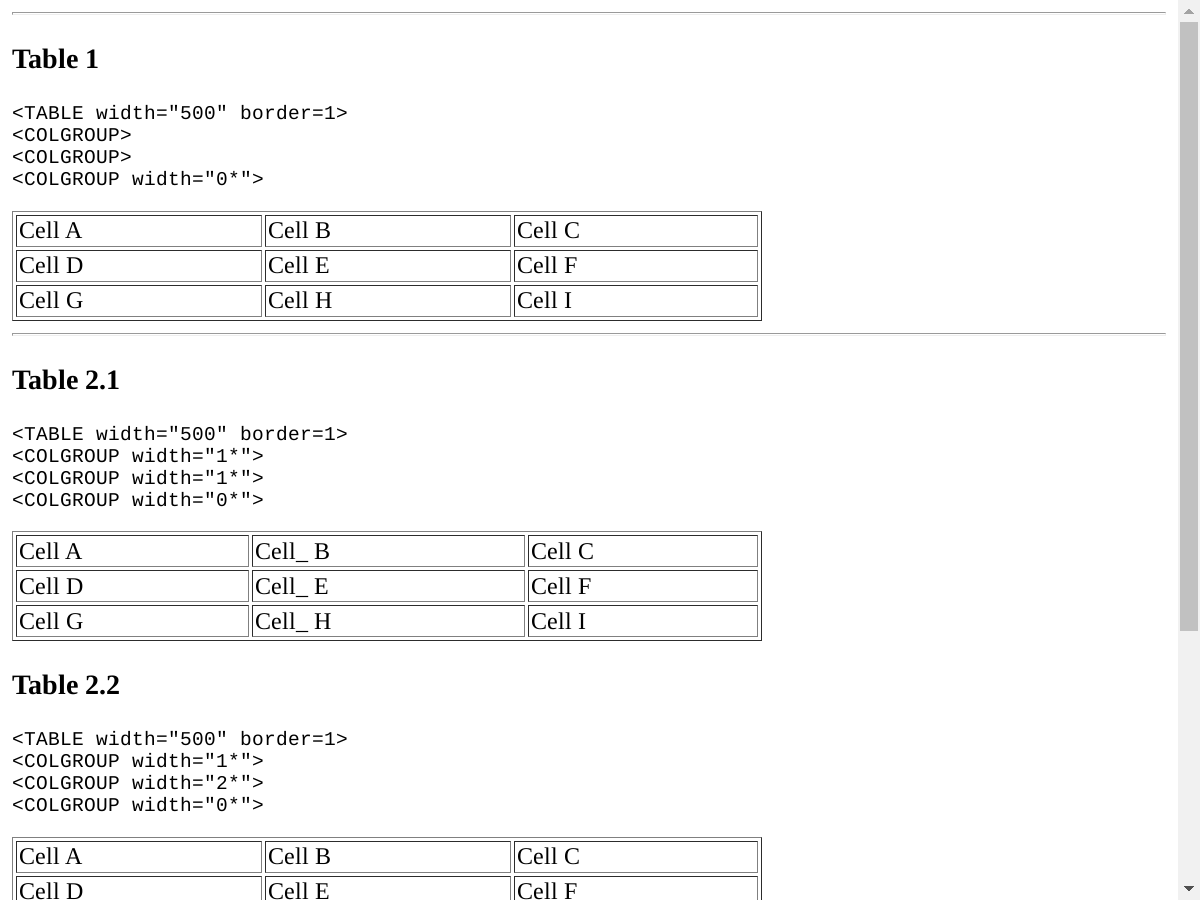 Table 1
<TABLE width="500" border=1>
<COLGROUP>
<COLGROUP>
<COLGROUP width="0*">
Cell A Cell B Cell C
Cell D Cell E Cell F
Cell G Cell H Cell I
Table 2.1
<TABLE width="500" border=1>
<COLGROUP width="1*">
<COLGROUP width="1*">
<COLGROUP width="0*">
Cell A Cell_ B Cell C
Cell D Cell_ E Cell F
Cell G Cell_ H Cell I
Table 2.2
<TABLE width="500" border=1>
<COLGROUP width="1*">
<COLGROUP width="2*">
<COLGROUP width="0*">
Cell A Cell B Cell C
Cell D Cell E Cell F